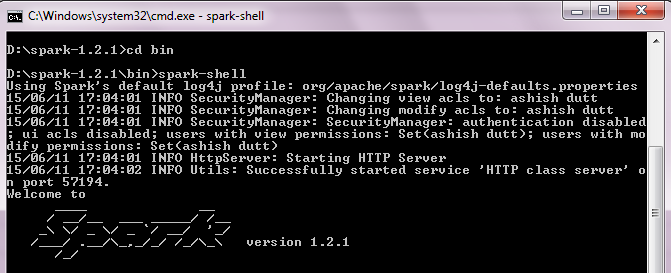 C:\Windows\system32\cmd.exe - spark-shell
D:\spark-1.2.1>cd bin
D:\spark-1.2.1\bin>spark-shell
Using Spark's default log4j profile: org/apache/spark/log4j-defaults.properties
15/06/11 17:04:01 INFO SecurityManager: Changing view acls to: ashish dutt
15/06/11 17:04:01 INFO SecurityManager: Changing modify acls to: ashish dutt
15/06/11 17:04:01 INFO SecurityManager: SecurityManager: authentication disabled
; ui acls disabled; users with view permissions: Set(ashish dutt); users with mo
dify permissions: Set(ashish dutt)
15/06/11 17:04:01 INFO HttpServer: Starting HTTP Server
15/06/11 17:04:02 INFO Utils: Successfully started service 'HTTP class server' o
n port 57194.
Welcome to
Spark version 1.2.1